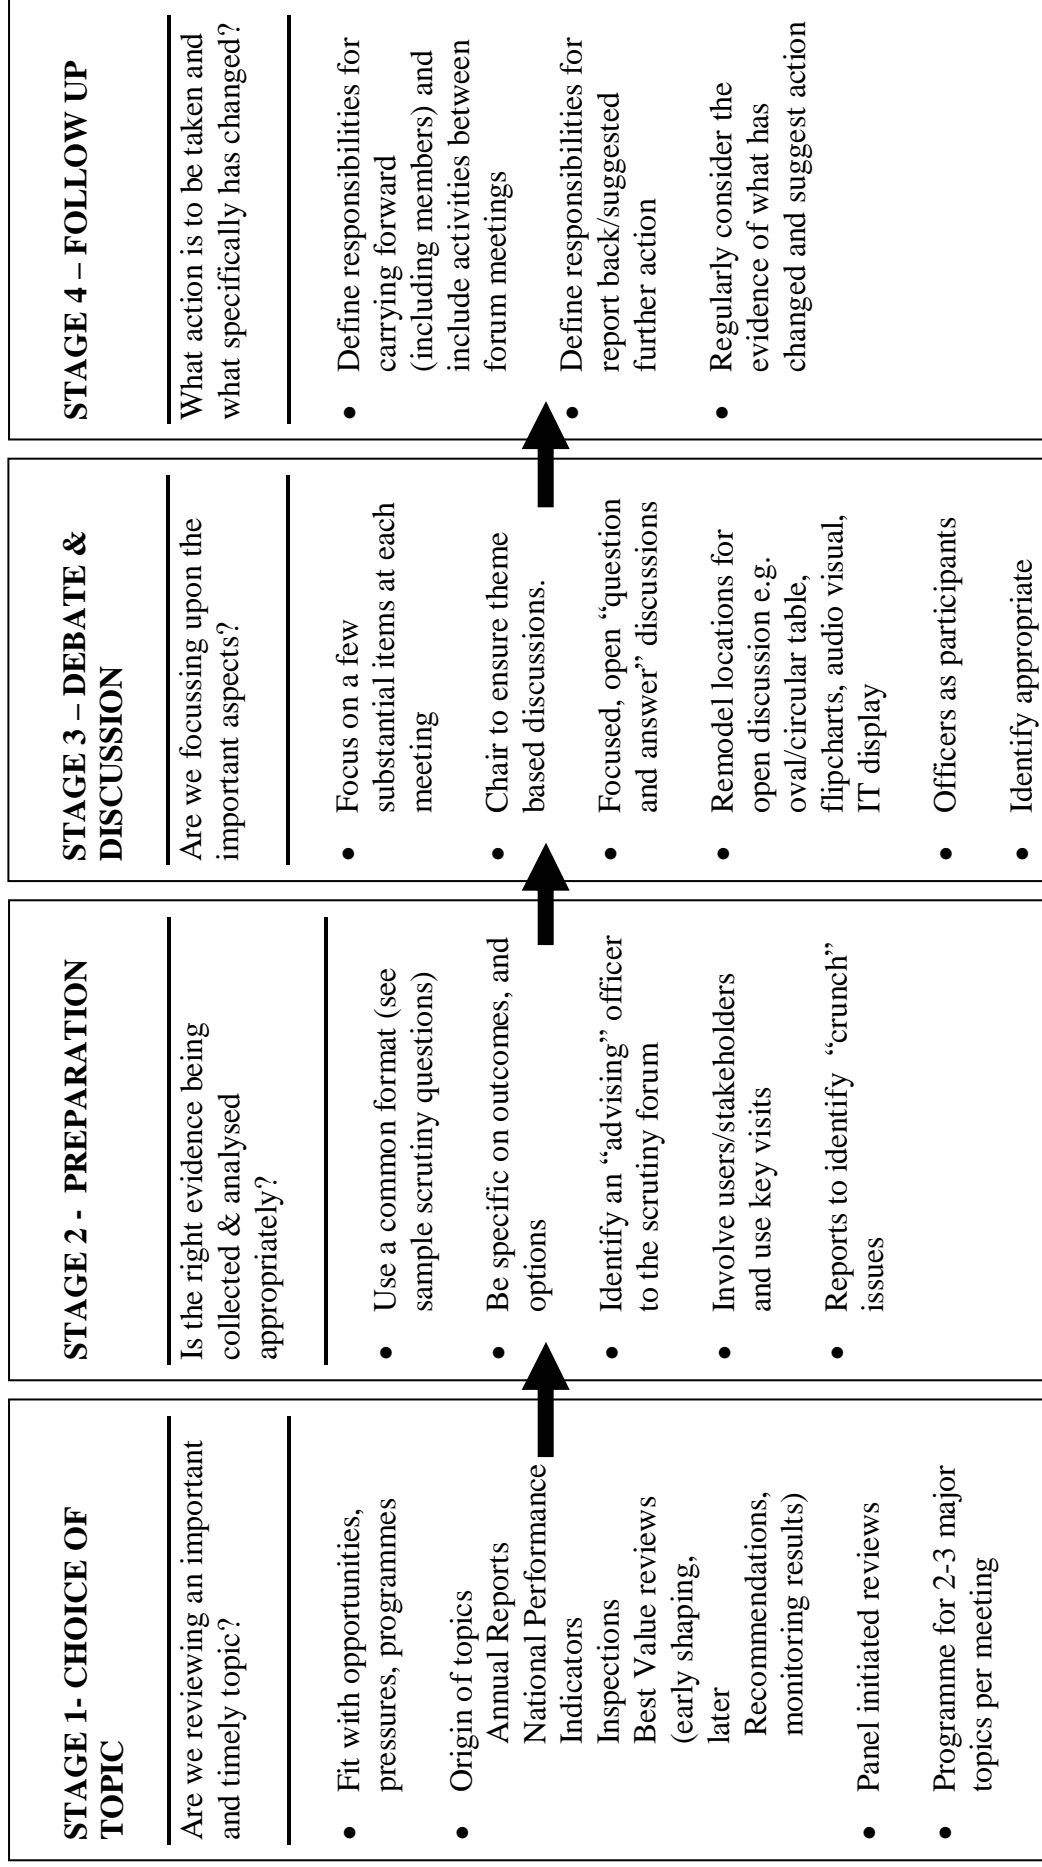 STAGE 1- CHOICE OF
TOPIC
Are we reviewing an important
and timely topic?
• Fit with opportunities,
pressures, programmes
• Origin of topics
Annual Reports
National Performance
Indicators
Inspections
Best Value reviews
(early shaping,
later
Recommendations,
monitoring results)
• Panel initiated reviews
• Programme for 2-3 major
topics per meeting
STAGE 2 - PREPARATION
Is the right evidence being
collected & analysed
appropriately?
• Use a common format (see
sample scrutiny questions)
• Be specific on outcomes, and
options
• Identify an “advising” officer
to the scrutiny forum
• Involve users/stakeholders
and use key visits
• Reports to identify “crunch”
issues
STAGE 3 – DEBATE &
DISCUSSION
Are we focussing upon the
important aspects?
• Focus on a few
substantial items at each
meeting
• Chair to ensure theme
based discussions.
• Focused, open “question
and answer” discussions
• Remodel locations for
open discussion e.g.
oval/circular table,
flipcharts, audio visual,
IT display
• Officers as participants
• Identify appropriate
STAGE 4 – FOLLOW UP
What action is to be taken and
what specifically has changed?
• Define responsibilities for
carrying forward
(including members) and
include activities between
forum meetings
• Define responsibilities for
report back/suggested
further action
• Regularly consider the
evidence of what has
changed and suggest action